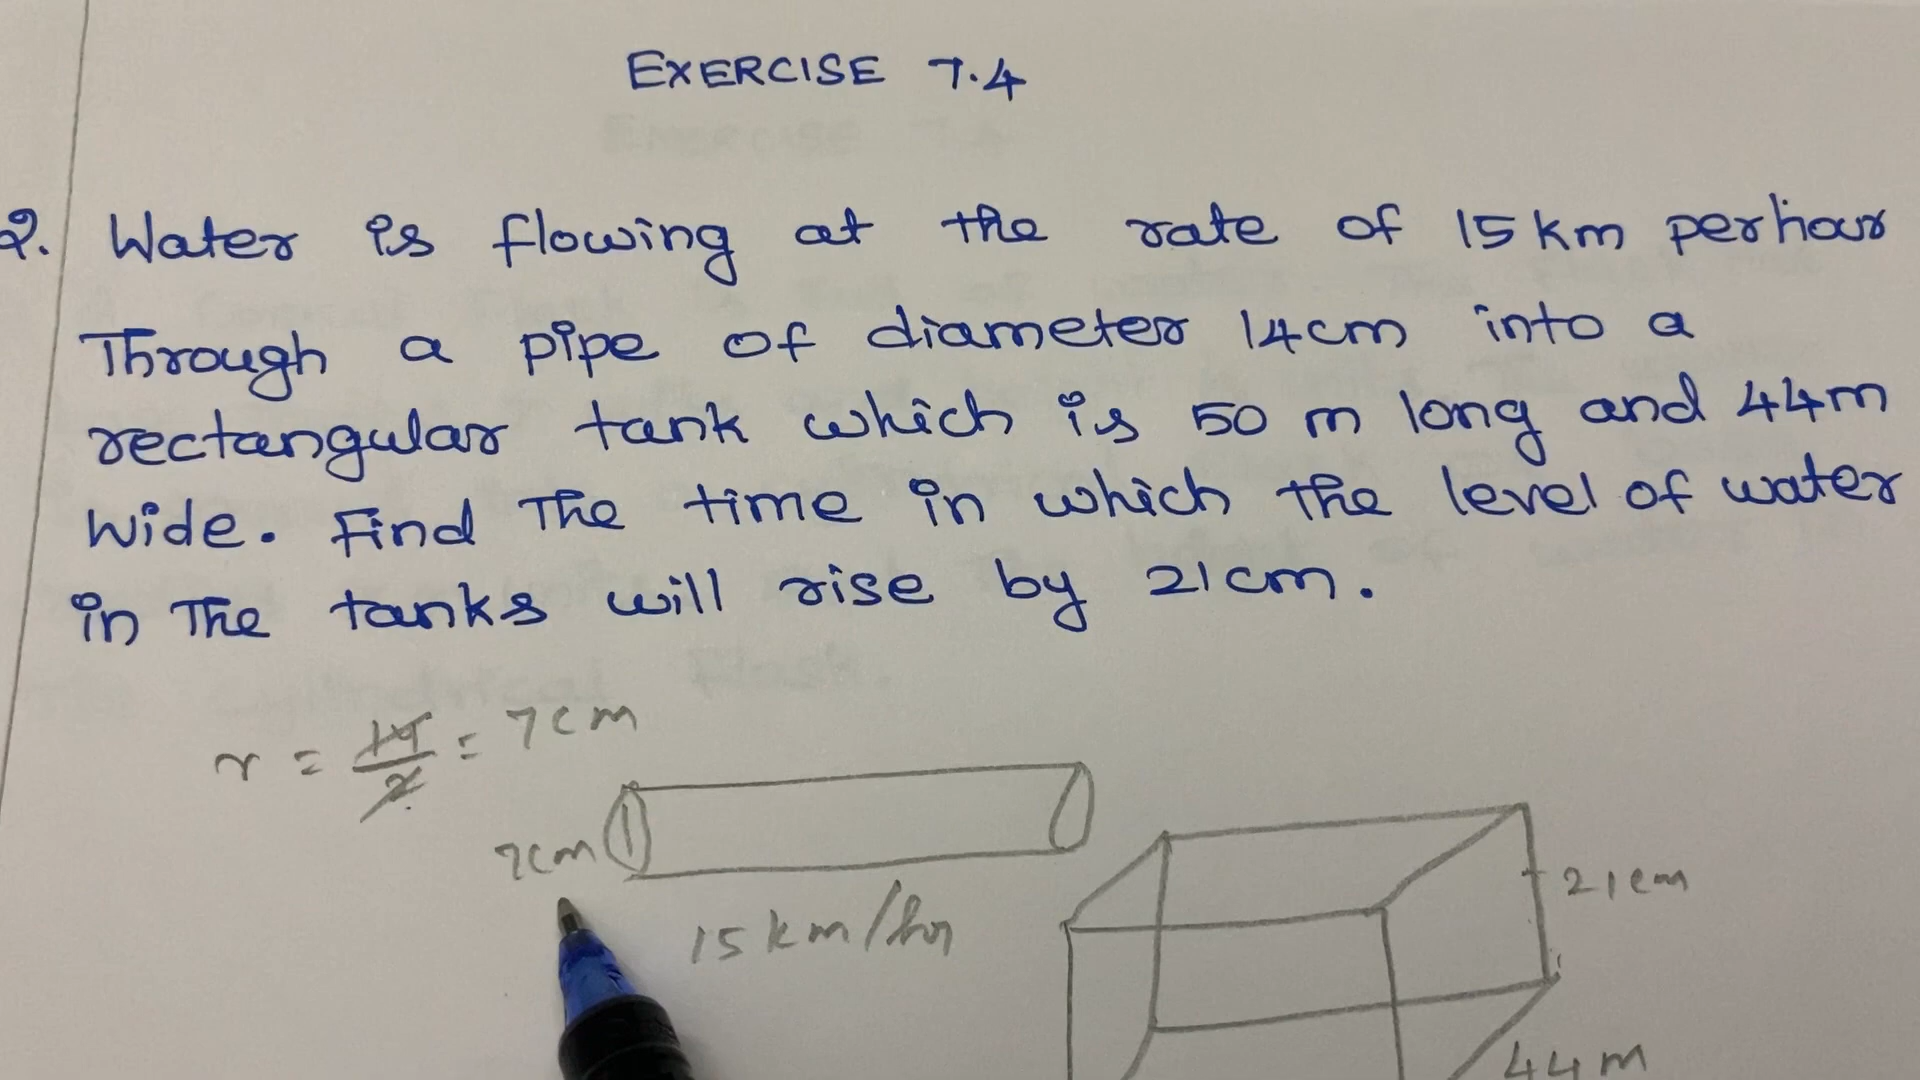 EXERCISE 7.4
2. Water is flowing at the rate of 15 km per hour
Through a pipe of diameter 14cm into a
rectangular tank which is 50 m long and 44m
wide. Find The time in which the level of water
in The tanks will rise by 21cm.
r = 14/2 = 7cm
7cm
15km/hr
21cm
44m